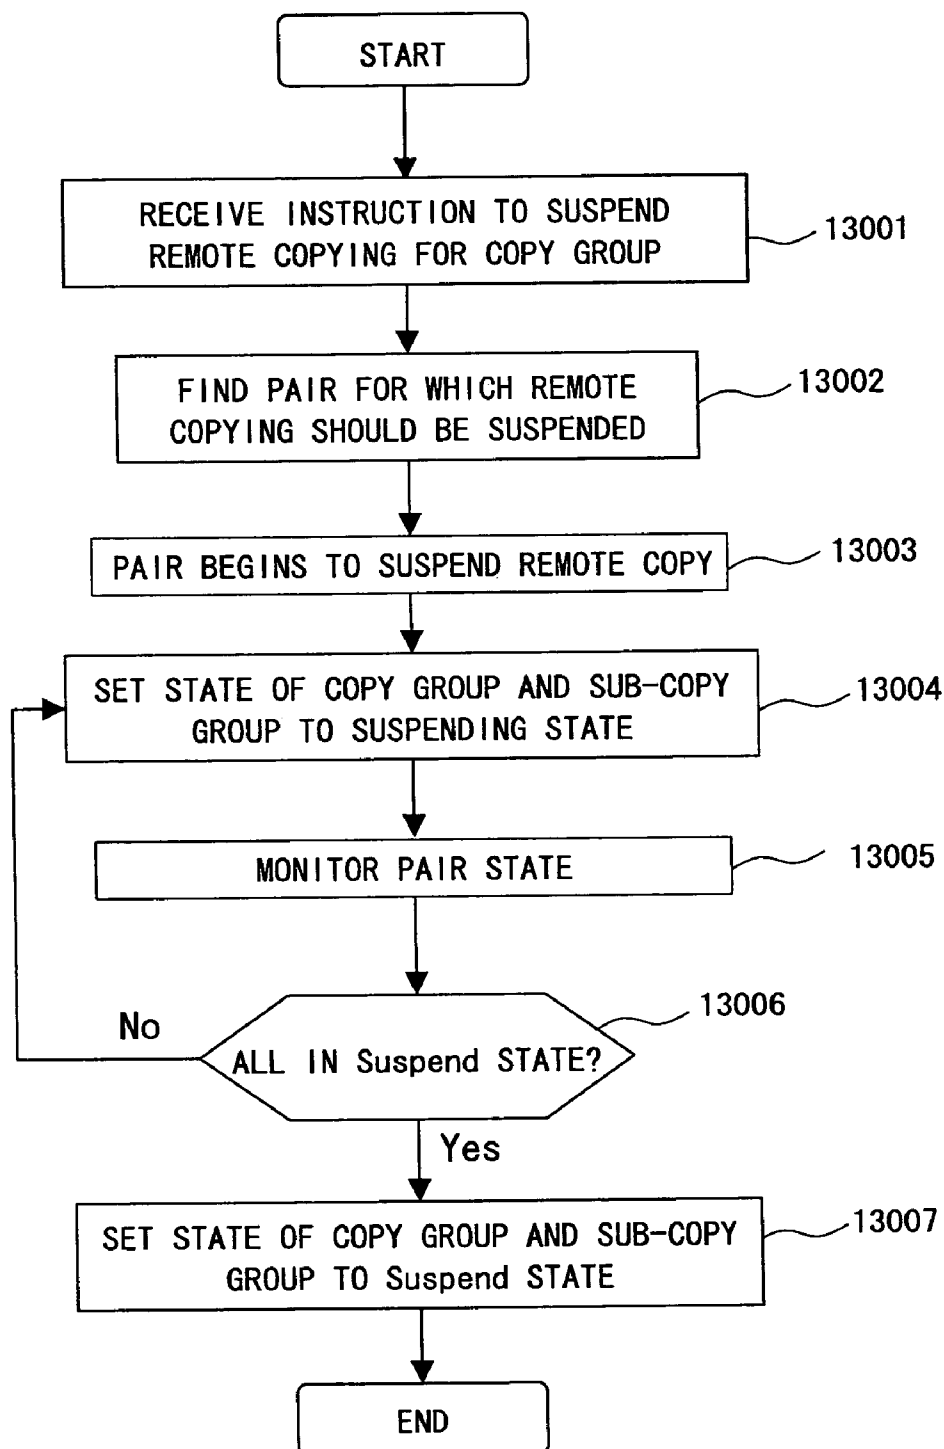 START
RECEIVE INSTRUCTION TO SUSPEND
REMOTE COPYING FOR COPY GROUP
13001
FIND PAIR FOR WHICH REMOTE
COPYING SHOULD BE SUSPENDED
13002
PAIR BEGINS TO SUSPEND REMOTE COPY
13003
SET STATE OF COPY GROUP AND SUB-COPY
GROUP TO SUSPENDING STATE
13004
MONITOR PAIR STATE
13005
ALL IN Suspend STATE?
13006
No
Yes
SET STATE OF COPY GROUP AND SUB-COPY
GROUP TO Suspend STATE
13007
END